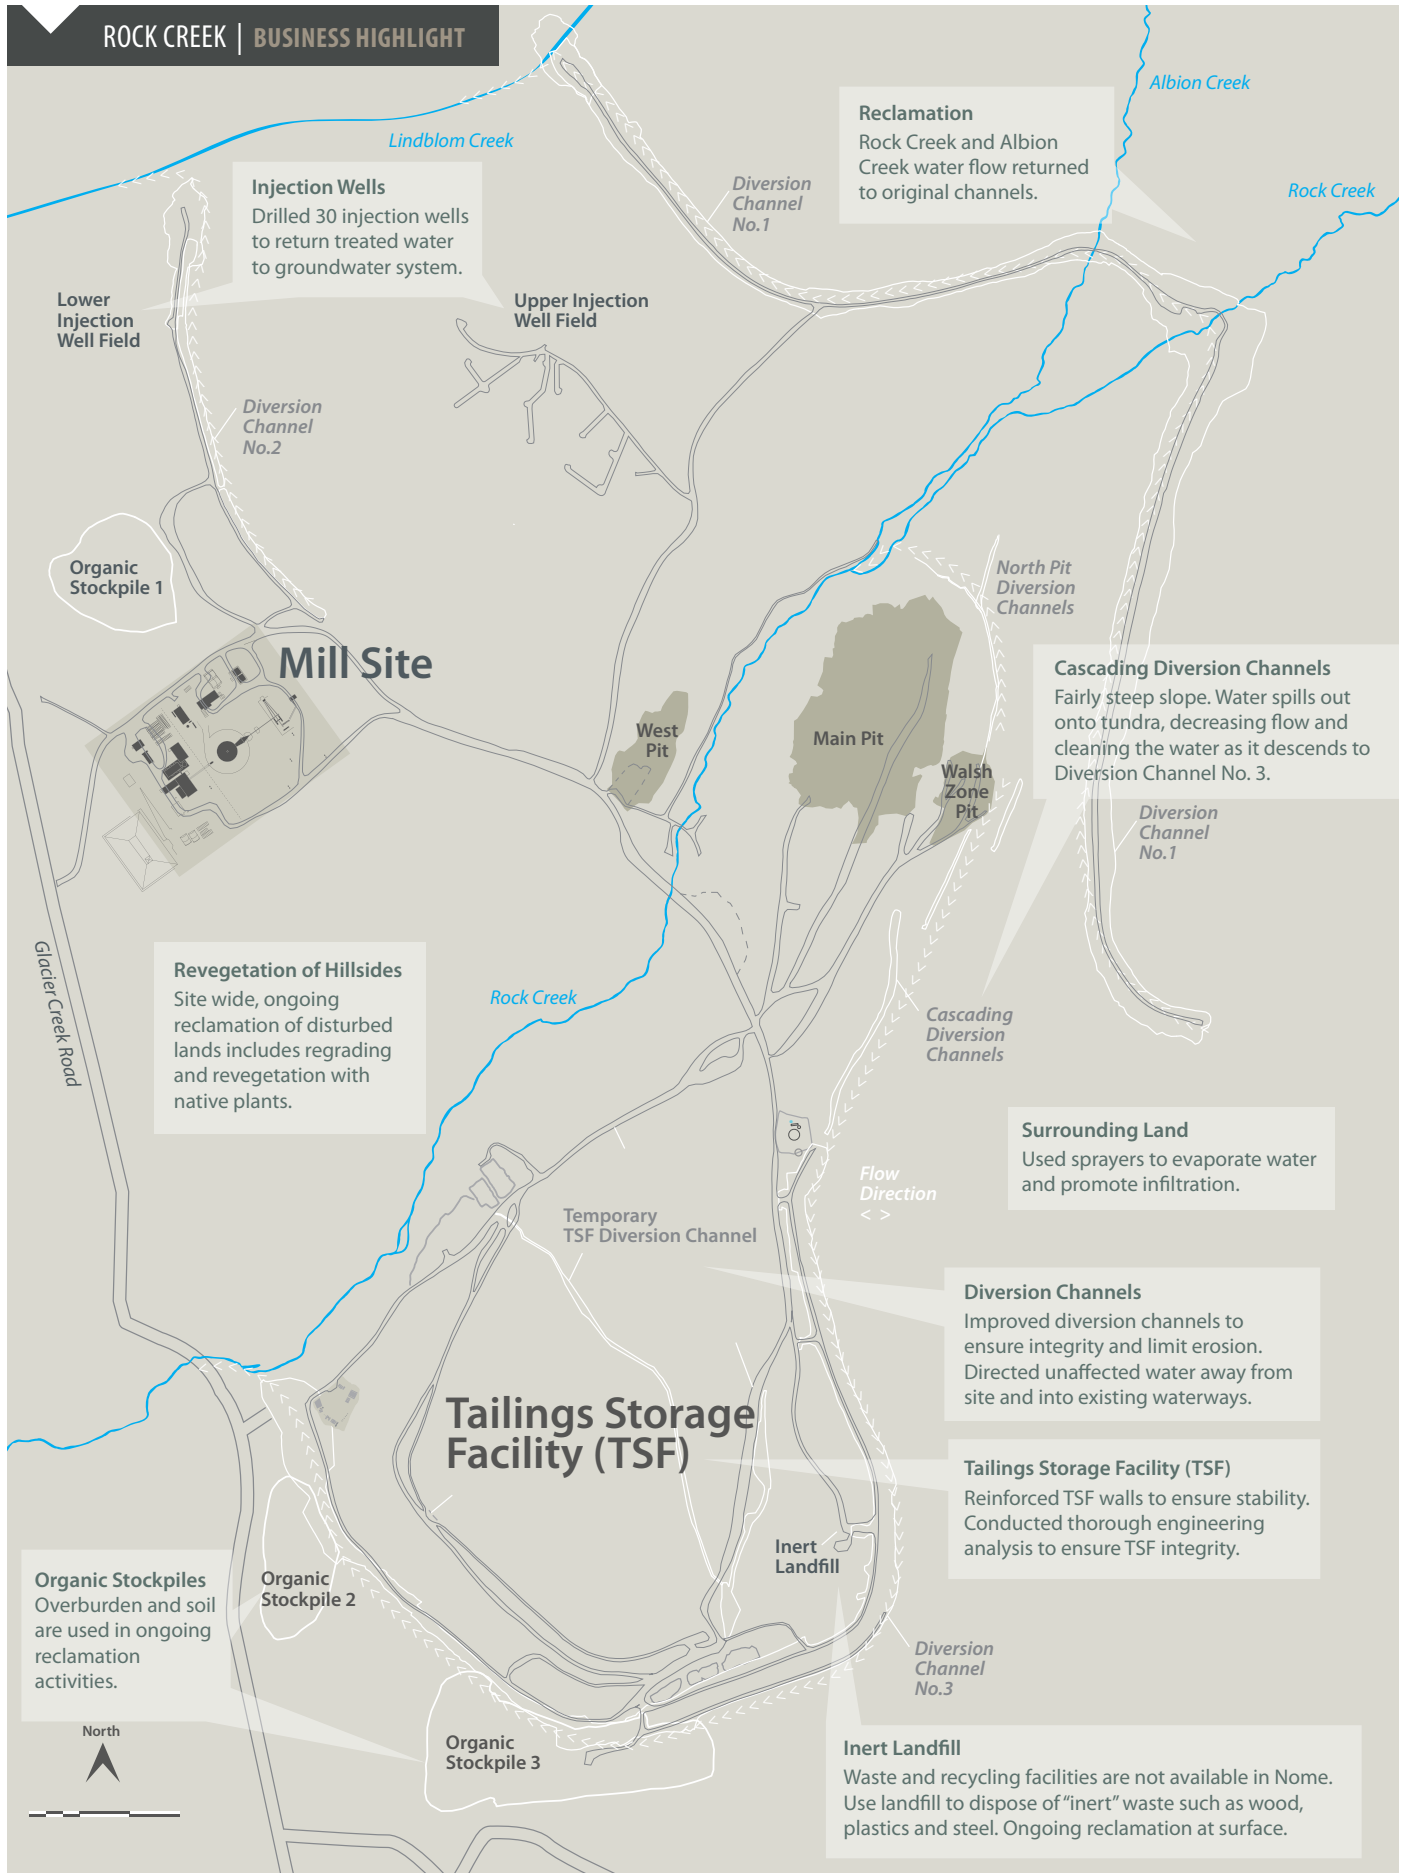 ROCK CREEK | BUSINESS HIGHLIGHT
Albion Creek
Lindblom Creek
Reclamation
Rock Creek and Albion
Creek water flow returned
to original channels.
Injection Wells
Drilled 30 injection wells
to return treated water
to groundwater system.
Diversion
Channel
No.1
Rock Creek
Lower
Injection
Well Field
Upper Injection
Well Field
Diversion
Channel
No.2
Organic
Stockpile 1
North Pit
Diversion
Channels
Mill Site
Cascading Diversion Channels
Fairly steep slope. Water spills out
onto tundra, decreasing flow and
cleaning the water as it descends to
Diversion Channel No. 3.
West
Pit
Main Pit
Walsh
Zone
Pit
Diversion
Channel
No.1
Glacier Creek Road
Revegetation of Hillsides
Site wide, ongoing
reclamation of disturbed
lands includes regrading
and revegetation with
native plants.
Rock Creek
Cascading
Diversion
Channels
Surrounding Land
Used sprayers to evaporate water
and promote infiltration.
Flow
Direction
< >
Temporary
TSF Diversion Channel
Diversion Channels
Improved diversion channels to
ensure integrity and limit erosion.
Directed unaffected water away from
site and into existing waterways.
Tailings Storage
Facility (TSF)
Tailings Storage Facility (TSF)
Reinforced TSF walls to ensure stability.
Conducted thorough engineering
analysis to ensure TSF integrity.
Inert
Landfill
Organic Stockpiles
Overburden and soil
are used in ongoing
reclamation
activities.
Organic
Stockpile 2
Diversion
Channel
No.3
North
Organic
Stockpile 3
Inert Landfill
Waste and recycling facilities are not available in Nome.
Use landfill to dispose of “inert” waste such as wood,
plastics and steel. Ongoing reclamation at surface.